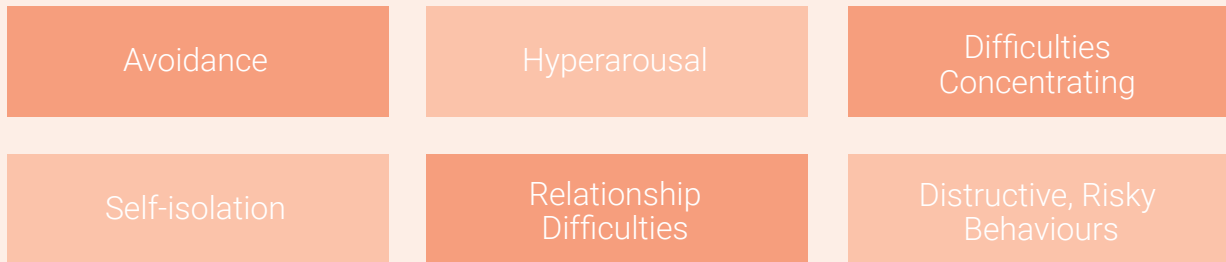 Avoidance
Hyperarousal
Difficulties
Concentrating
Self-isolation
Relationship
Difficulties
Distructive, Risky
Behaviours